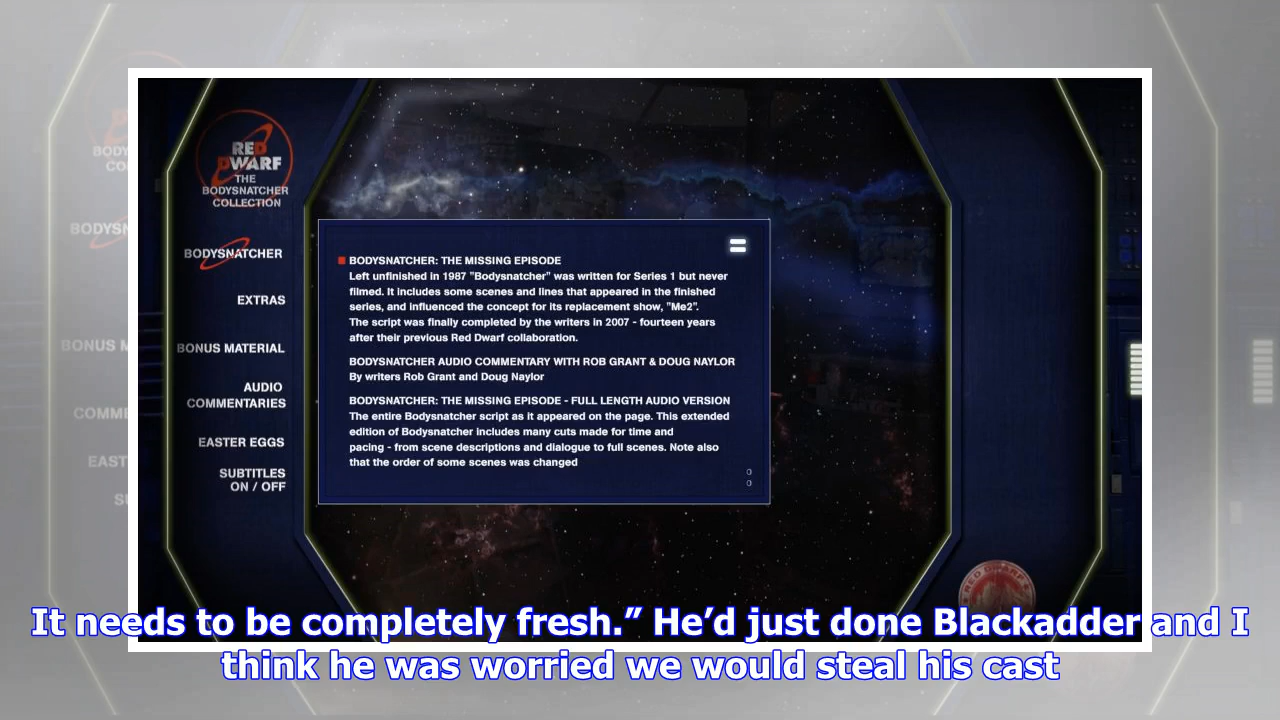 RED
DWARF
THE
BODYSNATCHER
COLLECTION
BODYSNATCHER
EXTRAS
BONUS MATERIAL
AUDIO
COMMENTARIES
EASTER EGGS
SUBTITLES
ON / OFF
BODYSNATCHER: THE MISSING EPISODE
Left unfinished in 1987 "Bodysnatcher" was written for Series 1 but never
filmed. It includes some scenes and lines that appeared in the finished
series, and influenced the concept for its replacement show, "Me2".
The script was finally completed by the writers in 2007 - fourteen years
after their previous Red Dwarf collaboration.
BODYSNATCHER AUDIO COMMENTARY WITH ROB GRANT & DOUG NAYLOR
By writers Rob Grant and Doug Naylor
BODYSNATCHER: THE MISSING EPISODE - FULL LENGTH AUDIO VERSION
The entire Bodysnatcher script as it appeared on the page. This extended
edition of Bodysnatcher includes many cuts made for time and
pacing - from scene descriptions and dialogue to full scenes. Note also
that the order of some scenes was changed
RED DWARF
It needs to be completely fresh.” He’d just done Blackadder and I
think he was worried we would steal his cast